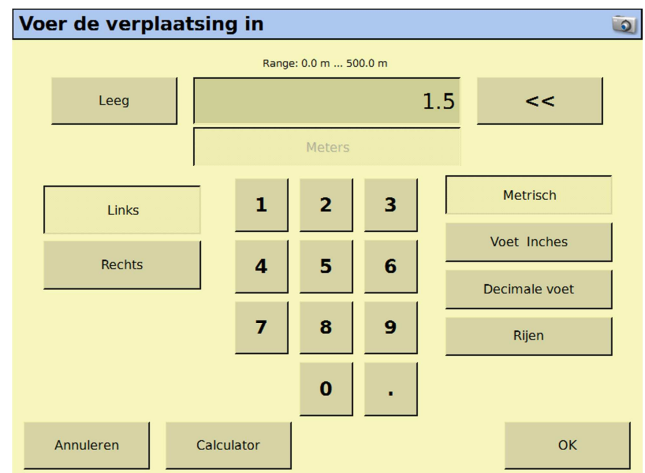 Voer de verplaatsing in
Range: 0.0 m ... 500.0 m
Leeg
1.5
<<
Meters
Links
Rechts
1 2 3
4 5 6
7 8 9
0 .
Metrisch
Voet Inches
Decimale voet
Rijen
Annuleren
Calculator
OK